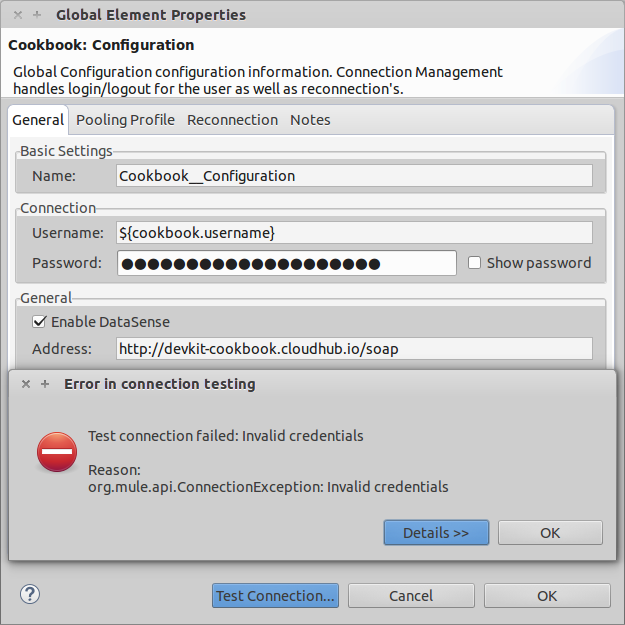 Global Element Properties
Cookbook: Configuration
Global Configuration configuration information. Connection Management
handles login/logout for the user as well as reconnection's.
General Pooling Profile Reconnection Notes
Basic Settings
Name: Cookbook__Configuration
Connection
Username: ${cookbook.username}
Password: ●●●●●●●●●●●●●●●●●●●● Show password
General
Enable DataSense
Address: http://devkit-cookbook.cloudhub.io/soap
Error in connection testing
Test connection failed: Invalid credentials
Reason:
org.mule.api.ConnectionException: Invalid credentials
Details >> OK
? Test Connection... Cancel OK